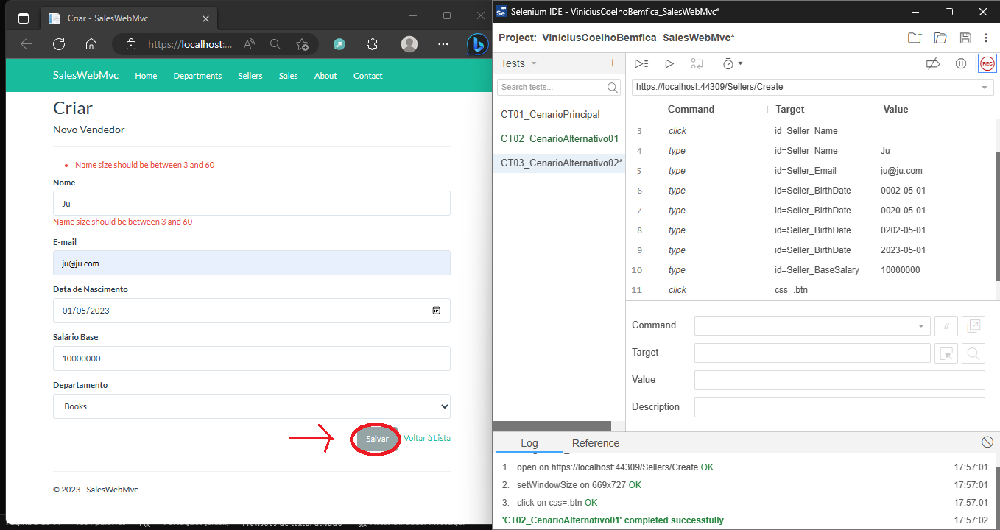 Criar - SalesWebMvc
https://localhost:...
SalesWebMvc Home Departments Sellers Sales About Contact
Criar
Novo Vendedor
Name size should be between 3 and 60
Nome
Ju
Name size should be between 3 and 60
E-mail
ju@ju.com
Data de Nascimento
01/05/2023
Salário Base
10000000
Departamento
Books
Salvar Voltar à Lista
© 2023 - SalesWebMvc
Se Selenium IDE - ViniciusCoelhoBemfica_SalesWebMvc*
Project: ViniciusCoelhoBemfica_SalesWebMvc*
Tests
REC
Search tests...
https://localhost:44309/Sellers/Create
CT01_CenarioPrincipal
CT02_CenarioAlternativo01
CT03_CenarioAlternativo02*
Command Target Value
3 click id=Seller_Name
4 type id=Seller_Name Ju
5 type id=Seller_Email ju@ju.com
6 type id=Seller_BirthDate 0002-05-01
7 type id=Seller_BirthDate 0020-05-01
8 type id=Seller_BirthDate 0202-05-01
9 type id=Seller_BirthDate 2023-05-01
10 type id=Seller_BaseSalary 10000000
11 click css=.btn
Command
//
Target
Value
Description
Log Reference
1. open on https://localhost:44309/Sellers/Create OK 17:57:01
2. setWindowSize on 669x727 OK 17:57:01
3. click on css=.btn OK 17:57:01
'CT02_CenarioAlternativo01' completed successfully 17:57:02